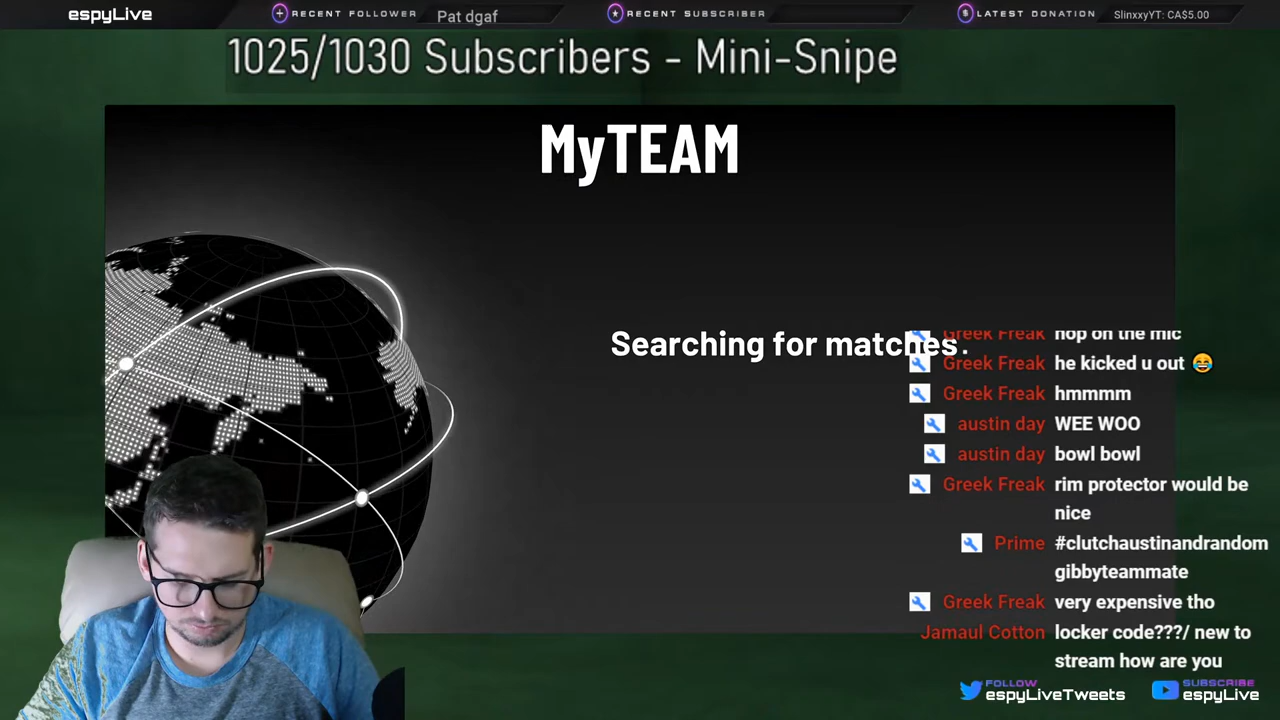 espyLive
RECENT FOLLOWER
Pat dgaf
RECENT SUBSCRIBER
LATEST DONATION
SlinxxyYT: CA$5.00
1025/1030 Subscribers - Mini-Snipe
MyTEAM
Searching for matches.
Greek Freak hop on the mic
Greek Freak he kicked u out 😂
Greek Freak hmmmm
austin day WEE WOO
austin day bowl bowl
Greek Freak rim protector would be
nice
Prime #clutchaustinandrandom
gibbyteammate
Greek Freak very expensive tho
Jamaul Cotton locker code???/ new to
stream how are you
FOLLOW
espyLiveTweets
SUBSCRIBE
espyLive